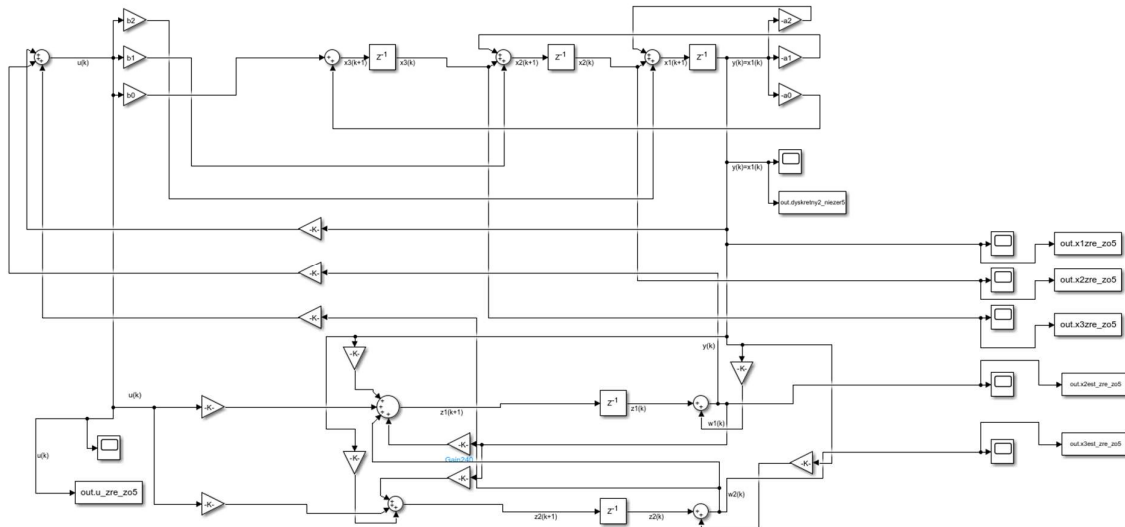 b2
-a2
b1
u(k)
x3(k+1)
z-1
x3(k)
x2(k+1)
z-1
x2(k)
x1(k+1)
z-1
y(k)=x1(k)
-a1
b0
-a0
y(k)=x1(k)
out.dyskretny2_niezer5
-K-
out.x1zre_zo5
-K-
out.x2zre_zo5
-K-
out.x3zre_zo5
y(k)
-K-
-K-
out.x2est_zre_zo5
u(k)
-K-
z1(k+1)
z-1
z1(k)
w1(k)
-K-
out.x3est_zre_zo5
u(k)
-K-
Gain240
-K-
-K-
out.u_zre_zo5
-K-
z2(k+1)
z-1
z2(k)
w2(k)